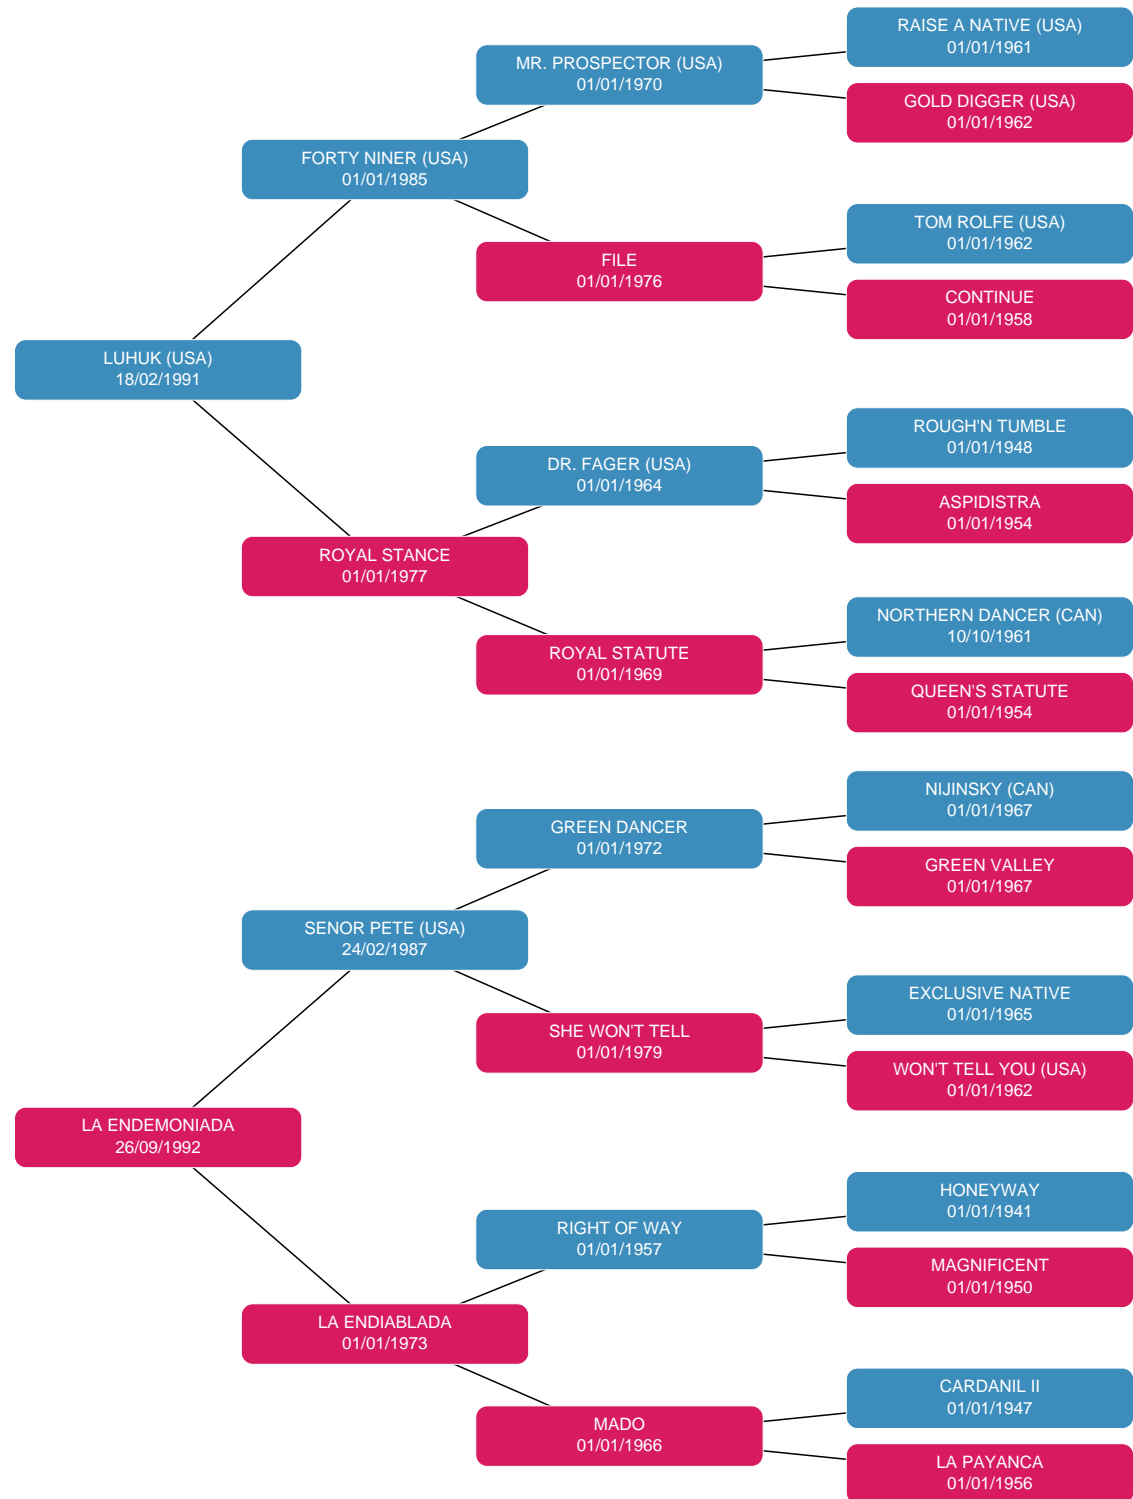 RAISE A NATIVE (USA)
01/01/1961
MR. PROSPECTOR (USA)
01/01/1970
GOLD DIGGER (USA)
01/01/1962
FORTY NINER (USA)
01/01/1985
TOM ROLFE (USA)
01/01/1962
FILE
01/01/1976
CONTINUE
01/01/1958
LUHUK (USA)
18/02/1991
ROUGH'N TUMBLE
01/01/1948
DR. FAGER (USA)
01/01/1964
ASPIDISTRA
01/01/1954
ROYAL STANCE
01/01/1977
NORTHERN DANCER (CAN)
10/10/1961
ROYAL STATUTE
01/01/1969
QUEEN'S STATUTE
01/01/1954
NIJINSKY (CAN)
01/01/1967
GREEN DANCER
01/01/1972
GREEN VALLEY
01/01/1967
SENOR PETE (USA)
24/02/1987
EXCLUSIVE NATIVE
01/01/1965
SHE WON'T TELL
01/01/1979
WON'T TELL YOU (USA)
01/01/1962
LA ENDEMONIADA
26/09/1992
HONEYWAY
01/01/1941
RIGHT OF WAY
01/01/1957
MAGNIFICENT
01/01/1950
LA ENDIABLADA
01/01/1973
CARDANIL II
01/01/1947
MADO
01/01/1966
LA PAYANCA
01/01/1956